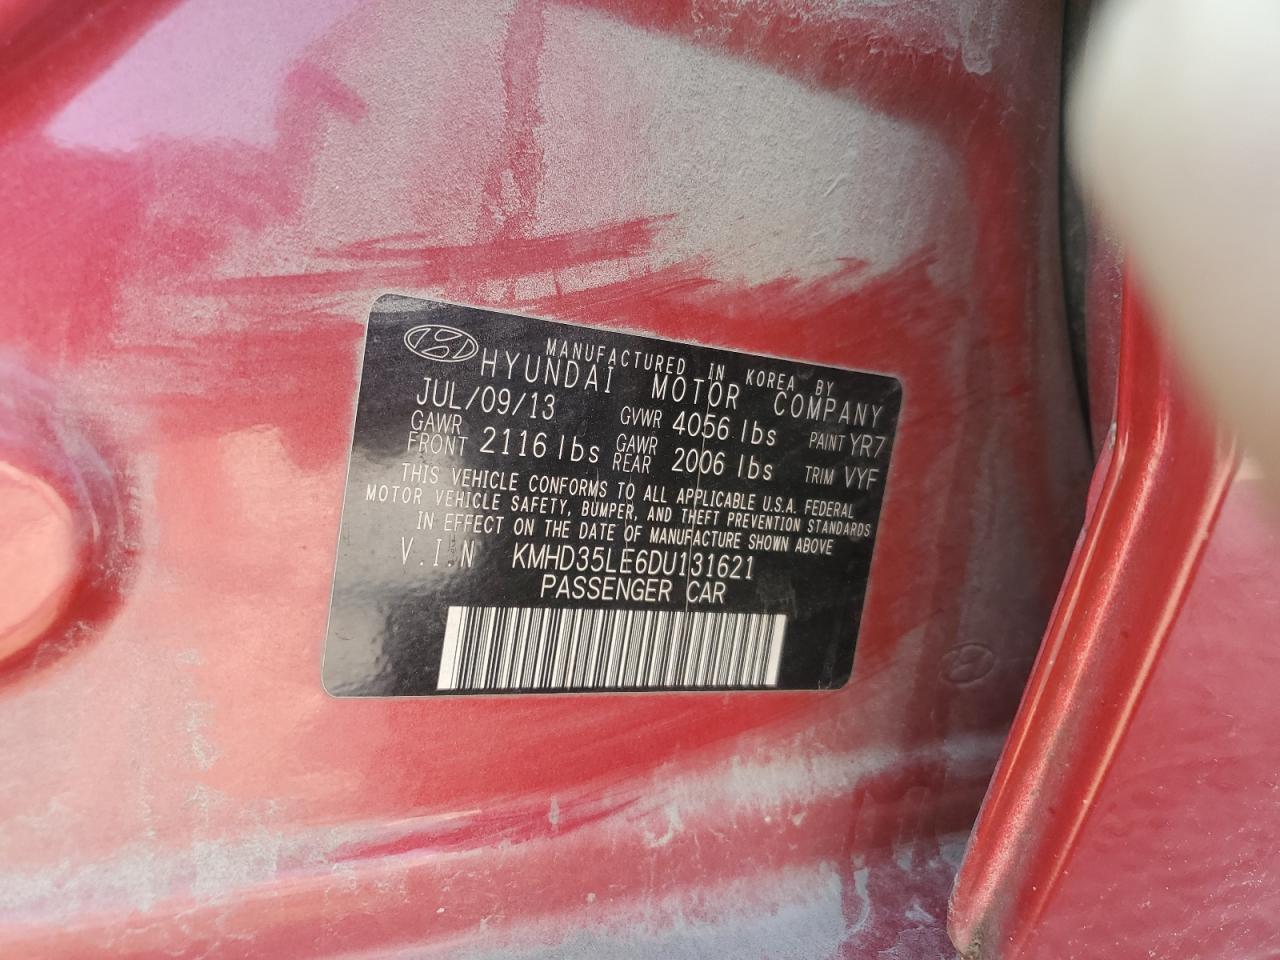 MANUFACTURED IN KOREA BY
HYUNDAI MOTOR COMPANY
JUL/09/13 GVWR 4056 lbs PAINT YR7
GAWR FRONT 2116 lbs GAWR REAR 2006 lbs TRIM VYF
THIS VEHICLE CONFORMS TO ALL APPLICABLE U.S.A. FEDERAL
MOTOR VEHICLE SAFETY, BUMPER, AND THEFT PREVENTION STANDARDS
IN EFFECT ON THE DATE OF MANUFACTURE SHOWN ABOVE
V.I.N KMHD35LE6DU131621
PASSENGER CAR